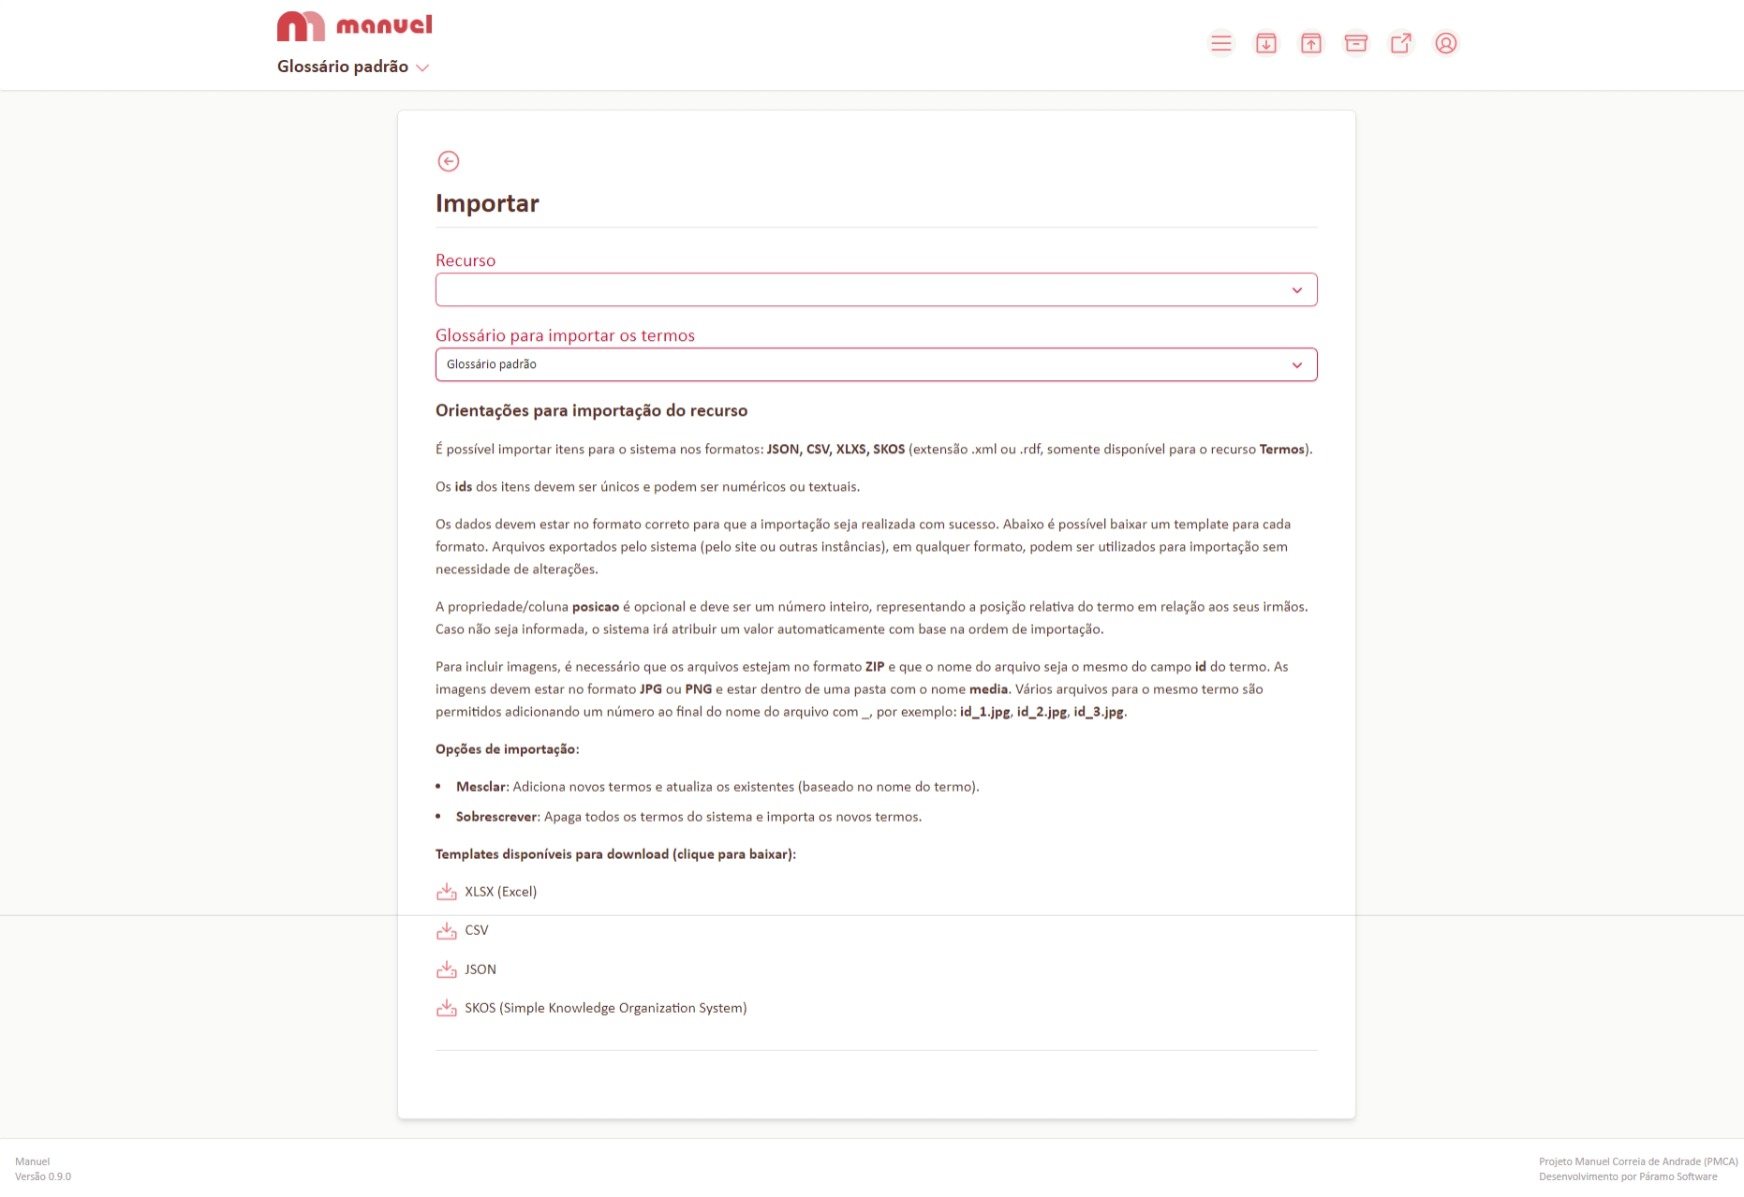 manuel
Glossário padrão
Importar
Recurso
Glossário para importar os termos
Glossário padrão
Orientações para importação do recurso
É possível importar itens para o sistema nos formatos: JSON, CSV, XLXS, SKOS (extensão .xml ou .rdf, somente disponível para o recurso Termos).
Os ids dos itens devem ser únicos e podem ser numéricos ou textuais.
Os dados devem estar no formato correto para que a importação seja realizada com sucesso. Abaixo é possível baixar um template para cada
formato. Arquivos exportados pelo sistema (pelo site ou outras instâncias), em qualquer formato, podem ser utilizados para importação sem
necessidade de alterações.
A propriedade/coluna posicao é opcional e deve ser um número inteiro, representando a posição relativa do termo em relação aos seus irmãos.
Caso não seja informada, o sistema irá atribuir um valor automaticamente com base na ordem de importação.
Para incluir imagens, é necessário que os arquivos estejam no formato ZIP e que o nome do arquivo seja o mesmo do campo id do termo. As
imagens devem estar no formato JPG ou PNG e estar dentro de uma pasta com o nome media. Vários arquivos para o mesmo termo são
permitidos adicionando um número ao final do nome do arquivo com _, por exemplo: id_1.jpg, id_2.jpg, id_3.jpg.
Opções de importação:
• Mesclar: Adiciona novos termos e atualiza os existentes (baseado no nome do termo).
• Sobrescrever: Apaga todos os termos do sistema e importa os novos termos.
Templates disponíveis para download (clique para baixar):
XLSX (Excel)
CSV
JSON
SKOS (Simple Knowledge Organization System)
Manuel
Versão 0.9.0
Projeto Manuel Correia de Andrade (PMCA)
Desenvolvimento por Páramo Software